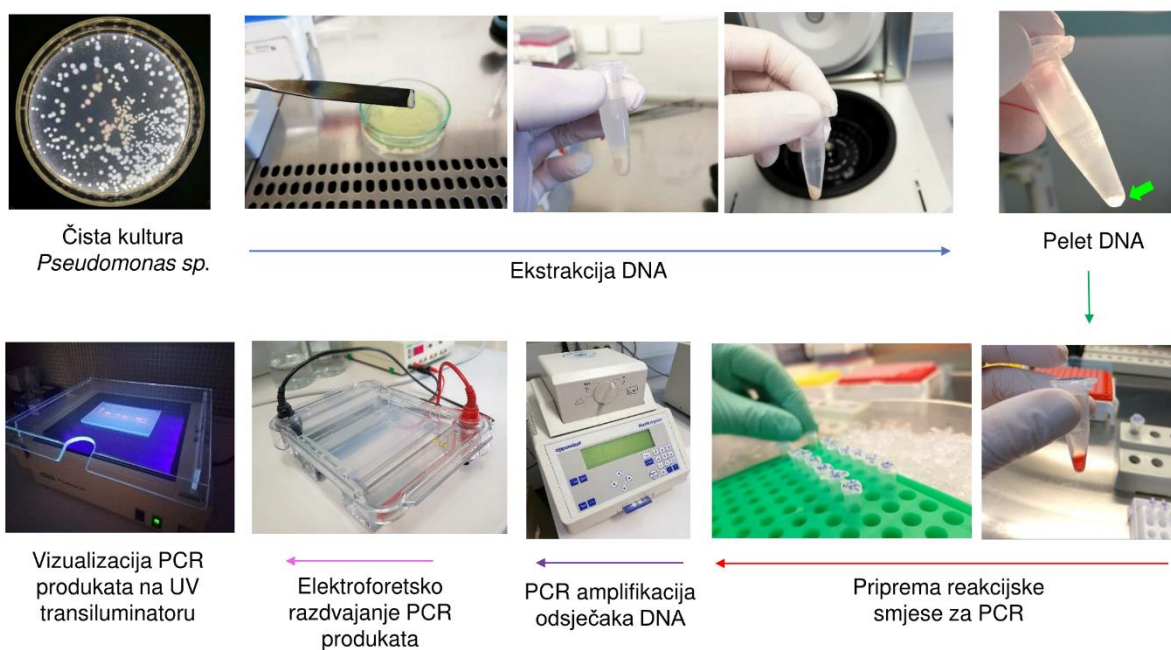 Čista kultura
Pseudomonas sp.
Ekstrakcija DNA
Pelet DNA
Vizualizacija PCR
produkata na UV
transiluminatoru
Elektroforetsko
razdvajanje PCR
produkata
PCR amplifikacija
odsječaka DNA
Priprema reakcijske
smjese za PCR
eppendorf